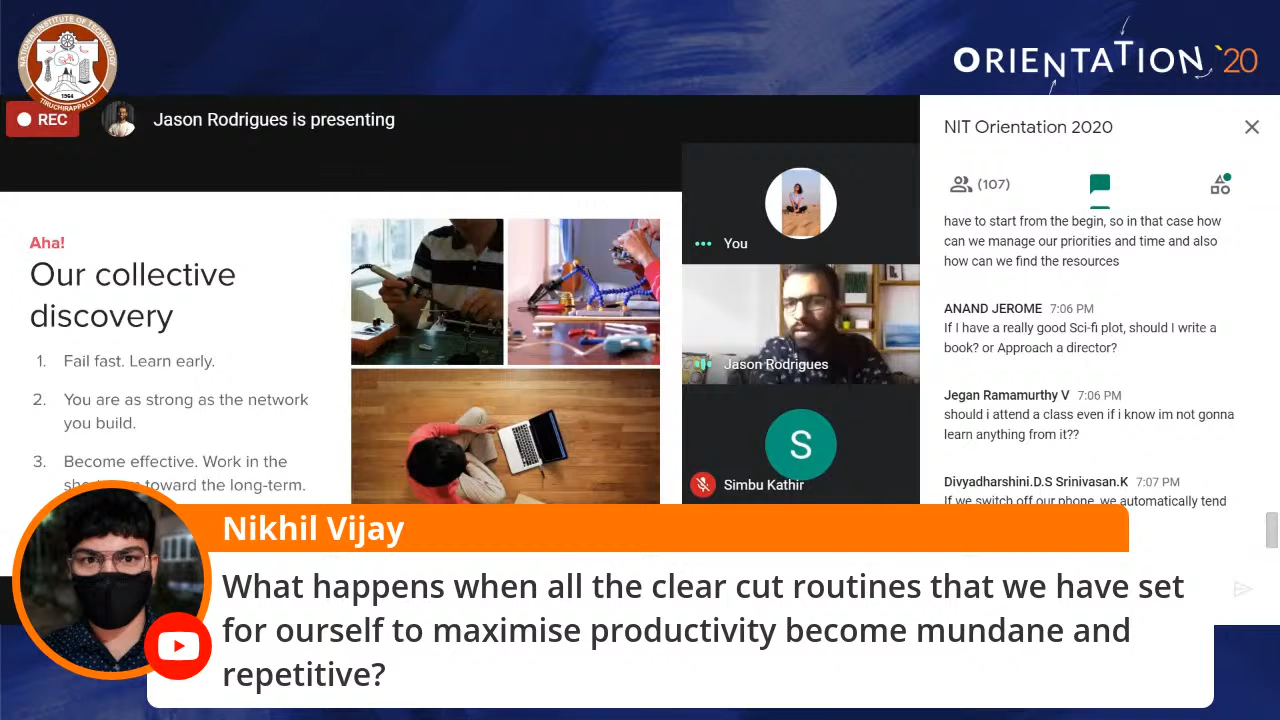 NATIONAL INSTITUTE OF TECHNOLOGY
1964
TIRUCHIRAPPALLI
ORIENTATION `20
REC
Jason Rodrigues is presenting
Aha!
Our collective
discovery
1. Fail fast. Learn early.
2. You are as strong as the network
you build.
3. Become effective. Work in the
toward the long-term.
You
Jason Rodrigues
S
Simbu Kathir
NIT Orientation 2020
(107)
have to start from the begin, so in that case how
can we manage our priorities and time and also
how can we find the resources
ANAND JEROME 7:06 PM
If I have a really good Sci-fi plot, should I write a
book? or Approach a director?
Jegan Ramamurthy V 7:06 PM
should i attend a class even if i know im not gonna
learn anything from it??
Divyadharshini.D.S Srinivasan.K 7:07 PM
If we switch off our phone, we automatically tend
Nikhil Vijay
What happens when all the clear cut routines that we have set
for ourself to maximise productivity become mundane and
repetitive?